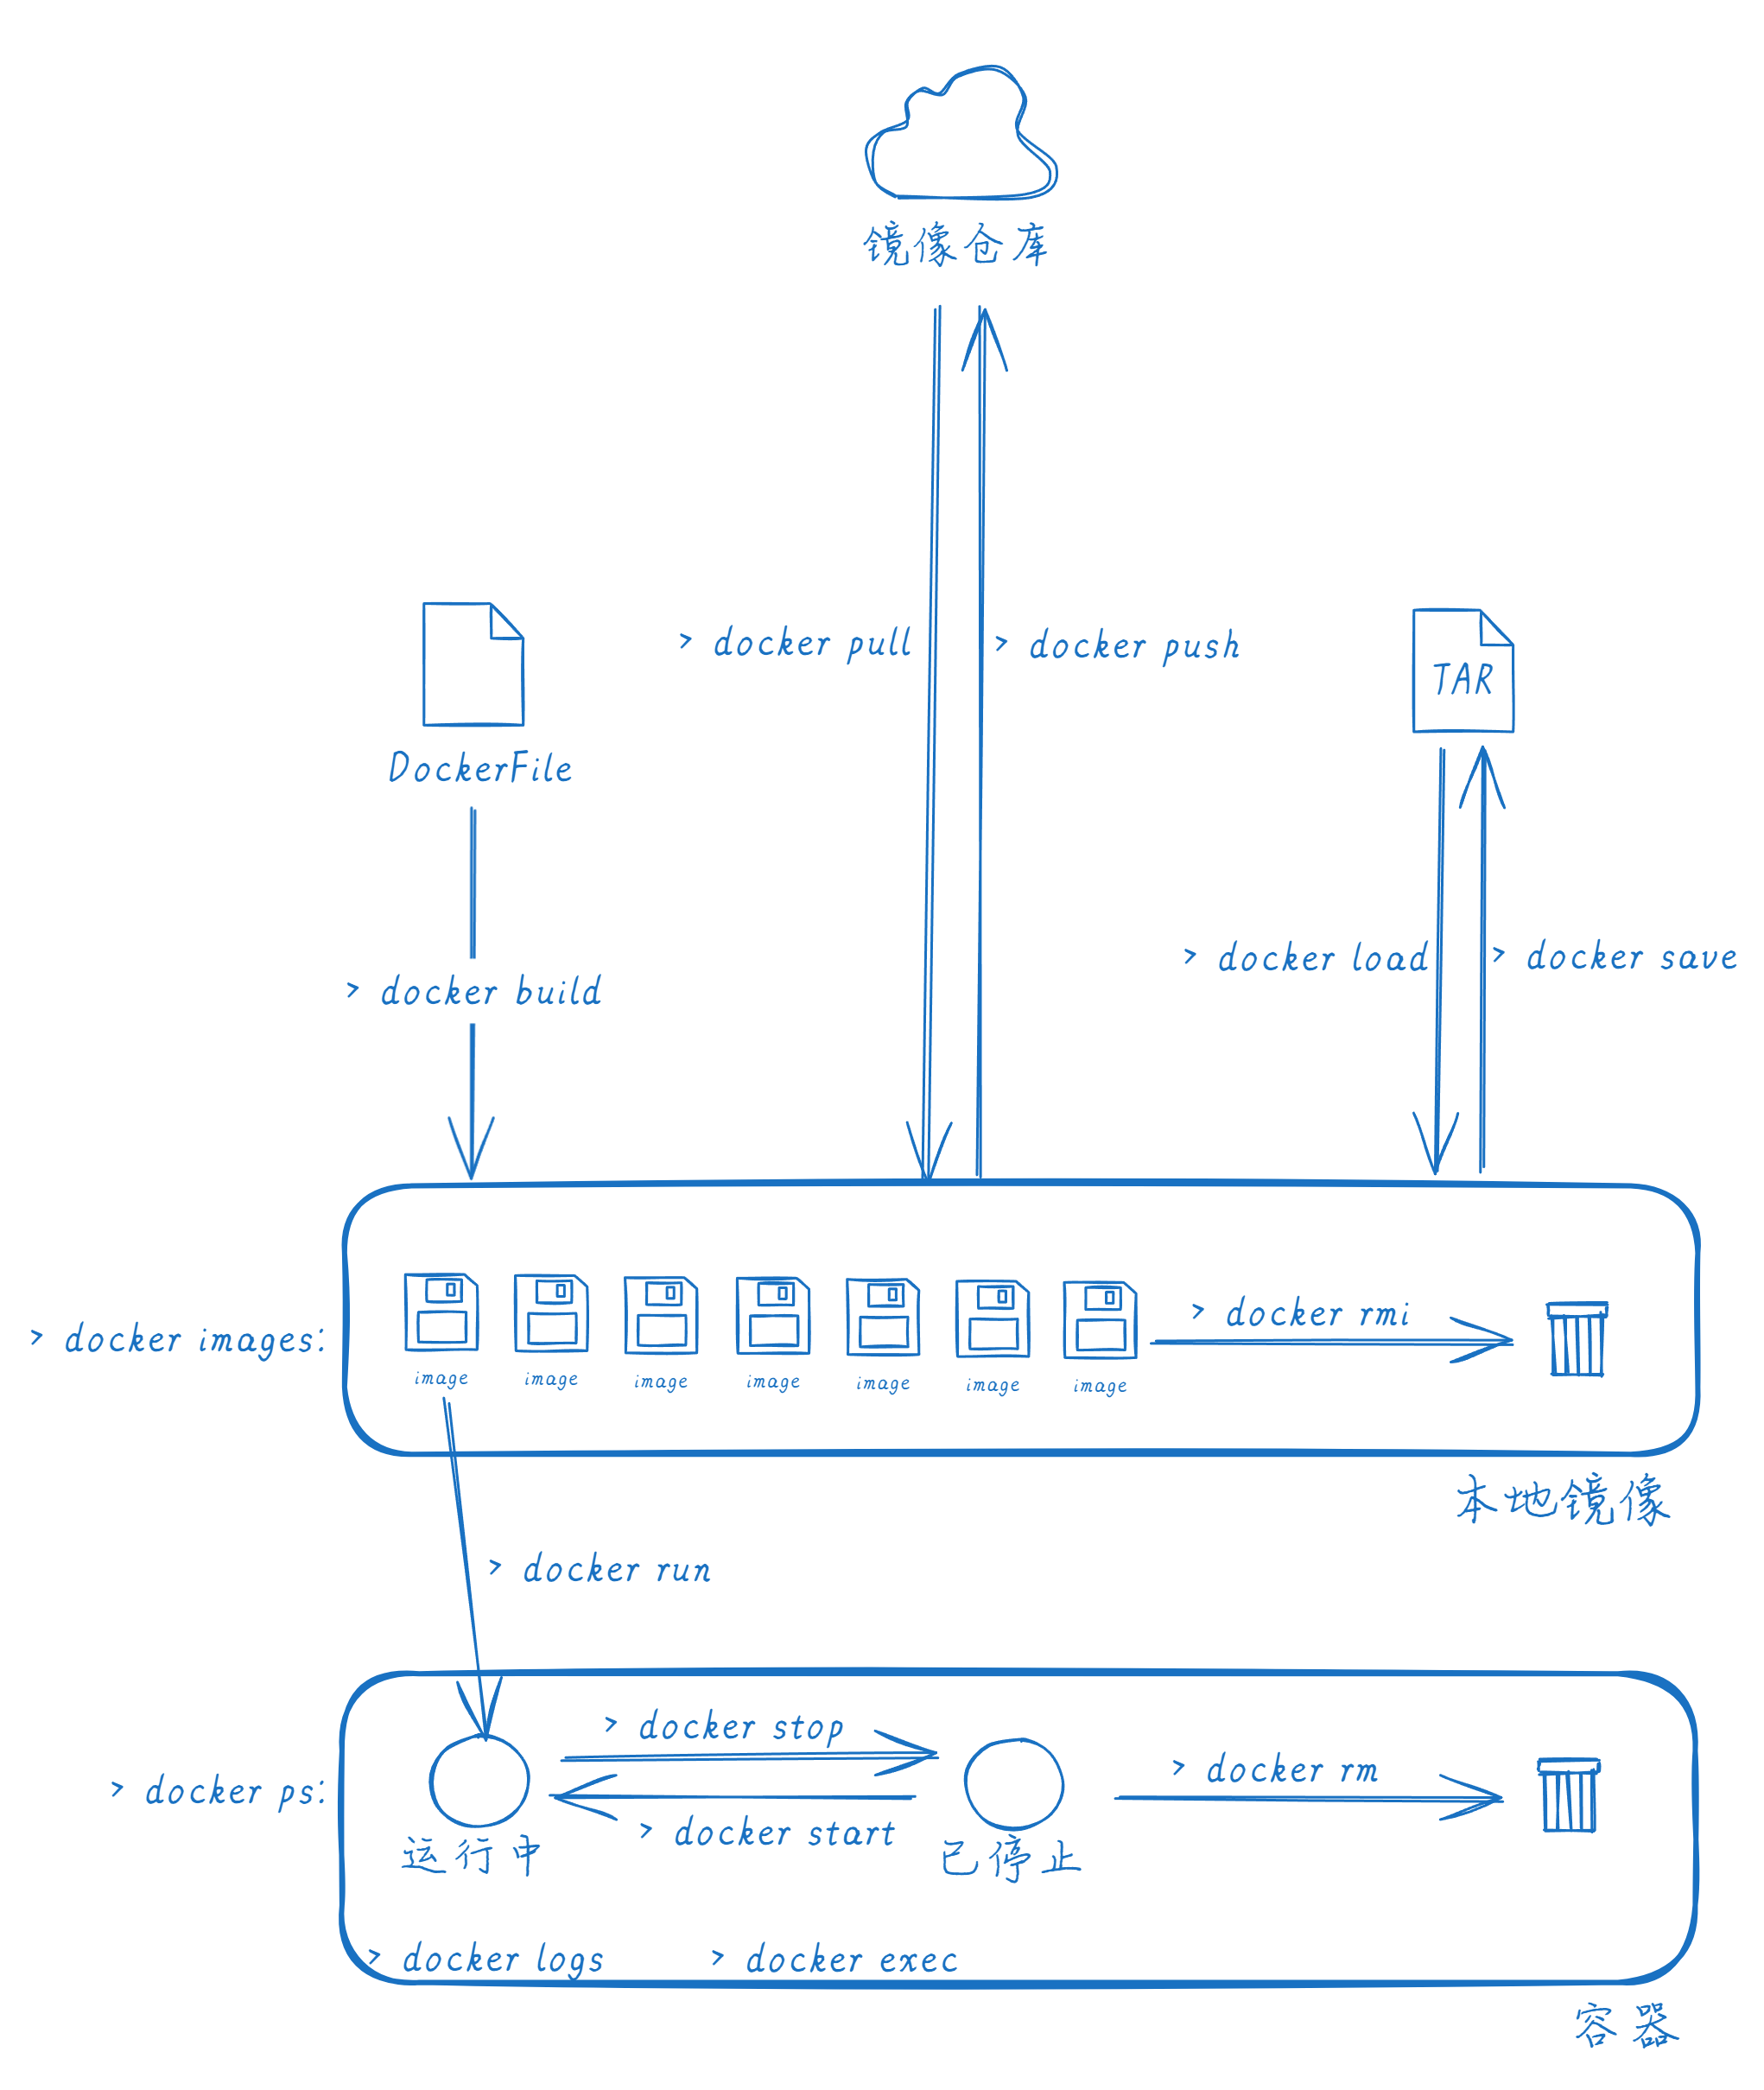 镜像仓库
> docker pull
> docker push
TAR
DockerFile
> docker load
> docker save
> docker build
> docker images:
> docker rmi
image
image
image
image
image
image
image
本地镜像
> docker run
> docker stop
> docker rm
> docker ps:
> docker start
运行中
已停止
> docker logs
> docker exec
容器